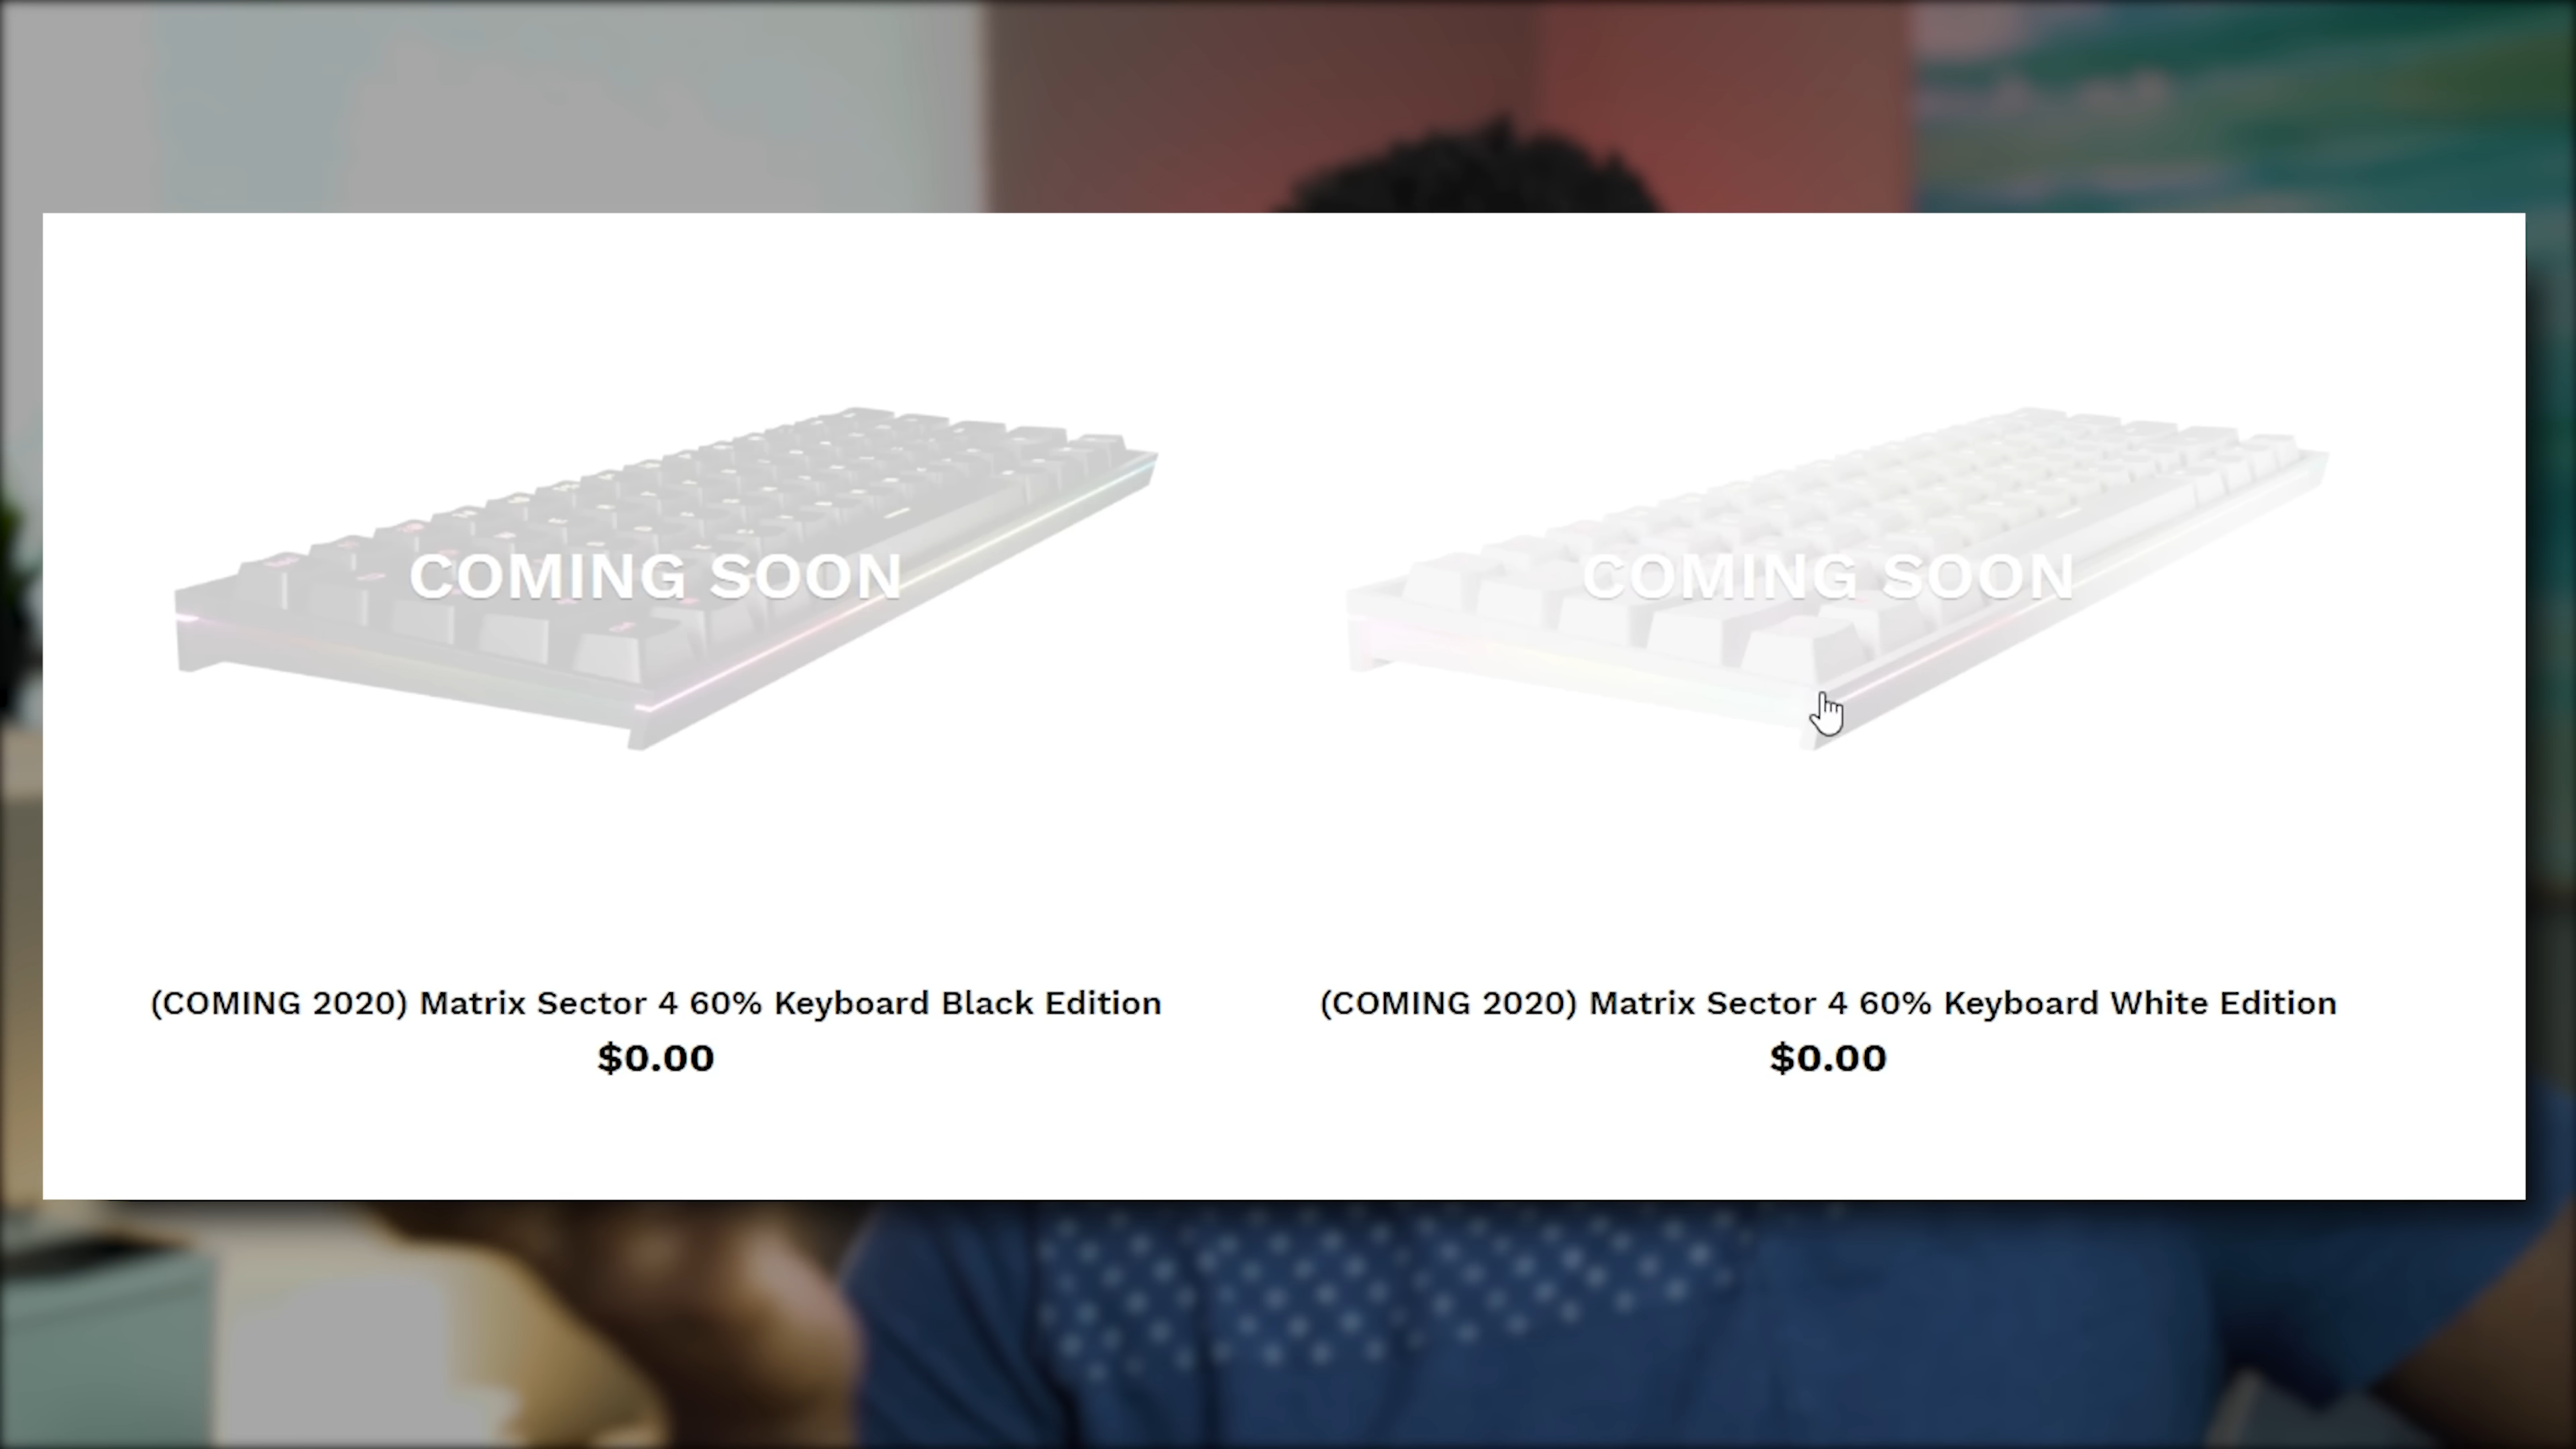 COMING SOON
COMING SOON
(COMING 2020) Matrix Sector 4 60% Keyboard Black Edition
$0.00
(COMING 2020) Matrix Sector 4 60% Keyboard White Edition
$0.00